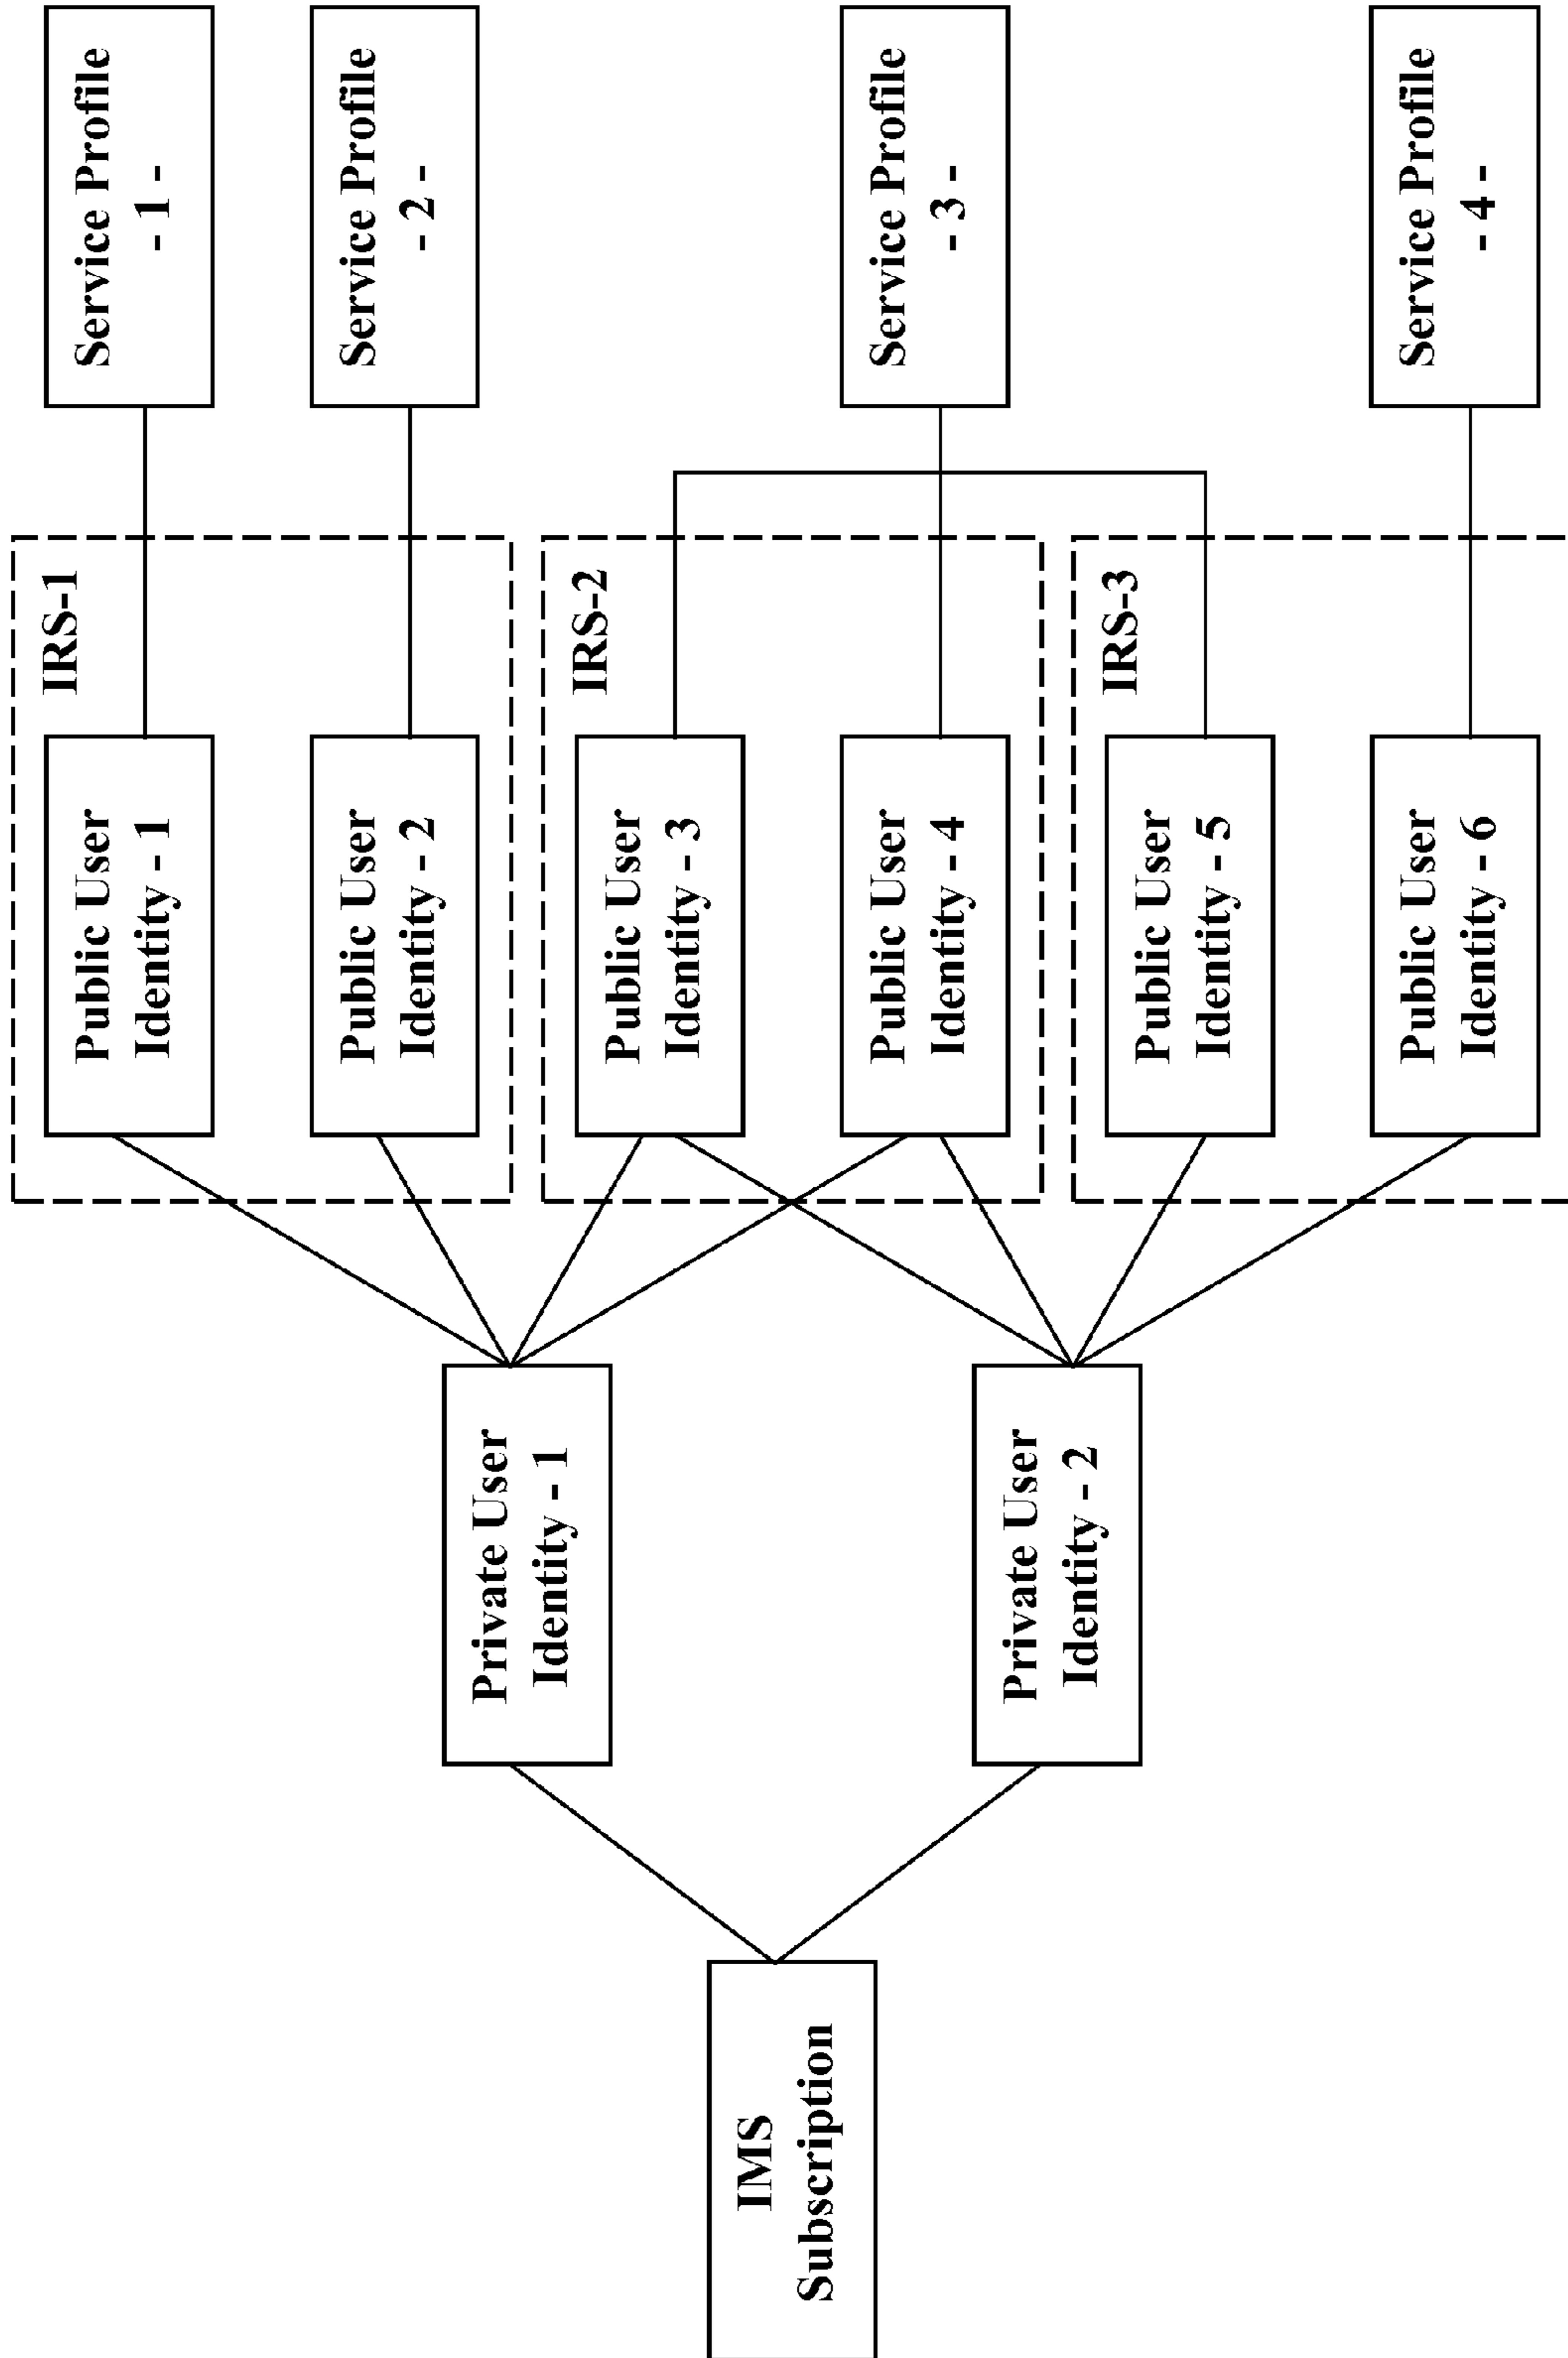 IMS
Subscription
Private User
Identity - 1
Private User
Identity - 2
IRS-1
Public User
Identity - 1
Public User
Identity - 2
IRS-2
Public User
Identity - 3
Public User
Identity - 4
IRS-3
Public User
Identity - 5
Public User
Identity - 6
Service Profile
- 1 -
Service Profile
- 2 -
Service Profile
- 3 -
Service Profile
- 4 -